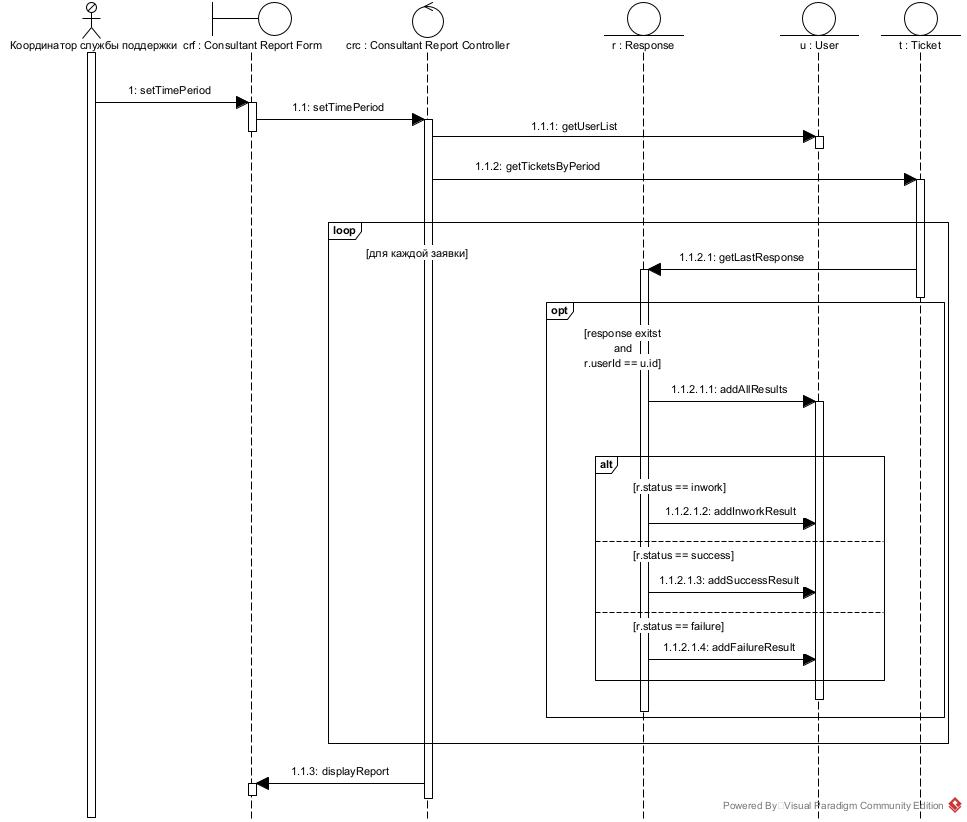 Координатор службы поддержки
crf : Consultant Report Form
crc : Consultant Report Controller
r : Response
u : User
t : Ticket
1: setTimePeriod
1.1: setTimePeriod
1.1.1: getUserList
1.1.2: getTicketsByPeriod
loop
[для каждой заявки]
1.1.2.1: getLastResponse
opt
[response exitst
and
r.userId == u.id]
1.1.2.1.1: addAllResults
alt
[r.status == inwork]
1.1.2.1.2: addInworkResult
[r.status == success]
1.1.2.1.3: addSuccessResult
[r.status == failure]
1.1.2.1.4: addFailureResult
1.1.3: displayReport
Powered By Visual Paradigm Community Edition